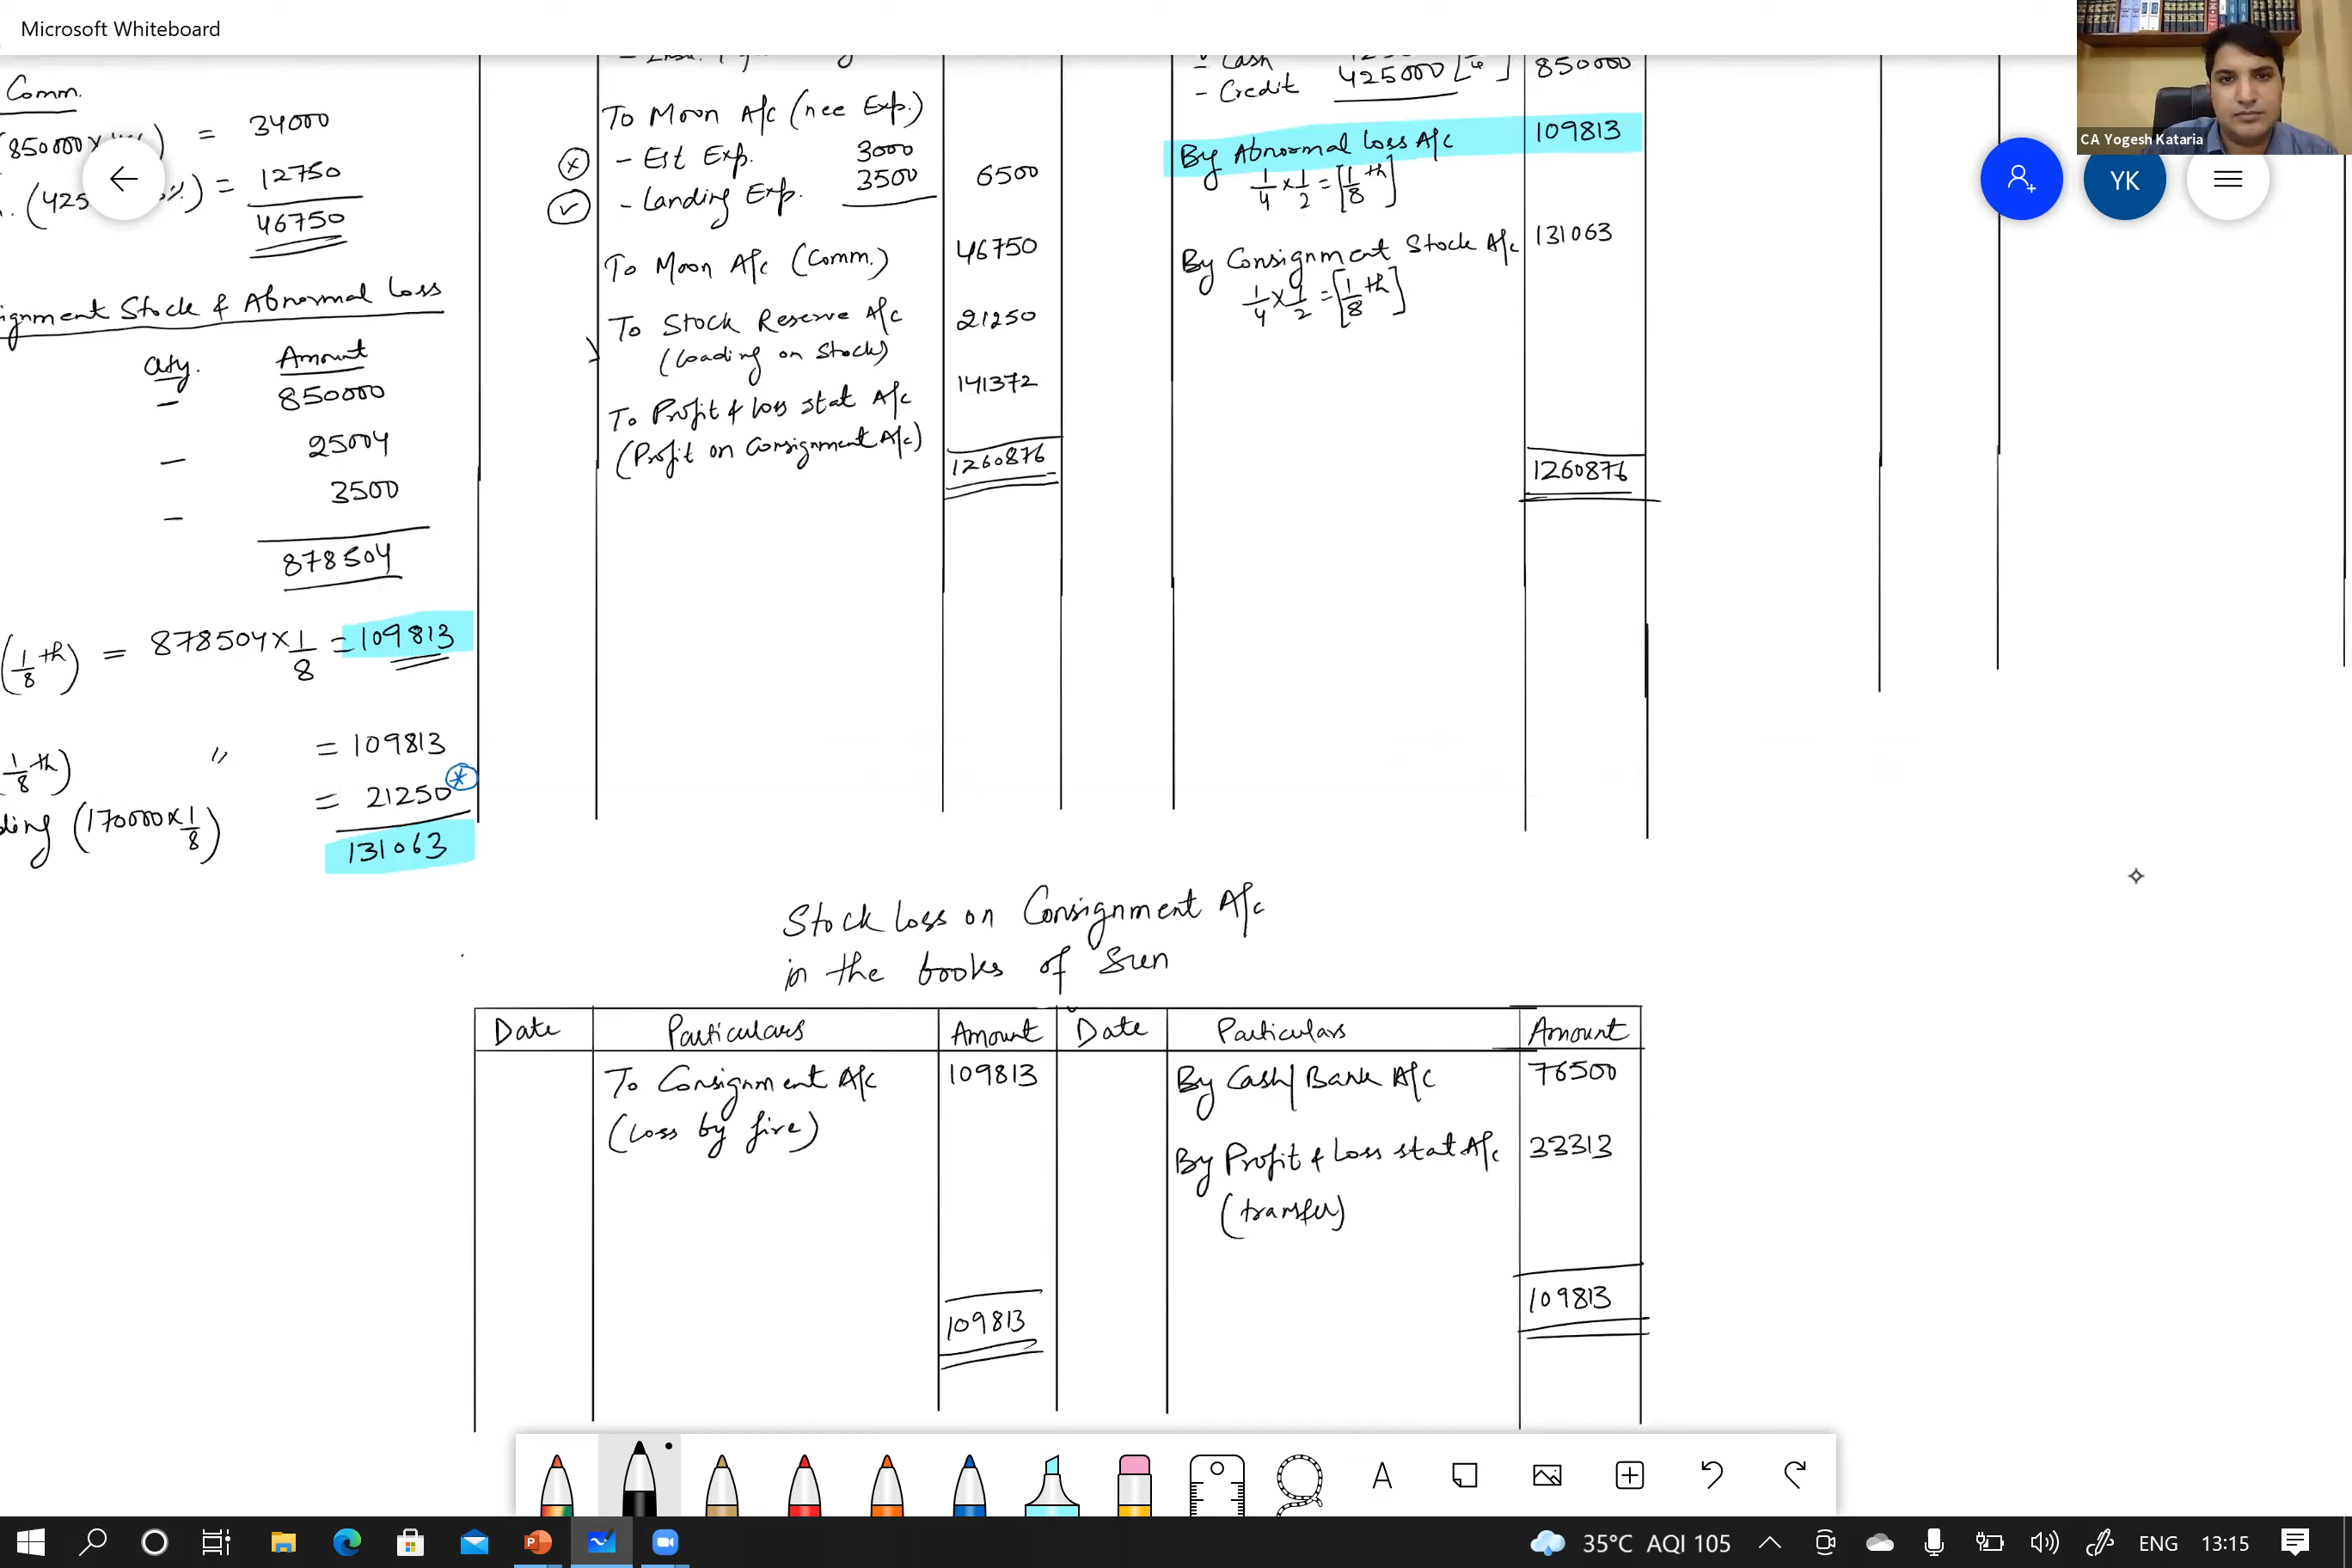 Microsoft Whiteboard
CA Yogesh Kataria
YK
Comm.
= 34000
= 12750
46750
Stock & Abnormal Loss
Qty. Amount
— 850000
— 25004
— 3500
878504
(1/8 th) = 878504 × 1/8 = 109813
1/8 th) " = 109813
(170000 × 1/8) = 21250 *
131063
To Moon A/c (nee Exp.)
- Est Exp. 3000
- Landing Exp. 3500 6500
To Moon A/c (Comm.) 46750
To Stock Reserve A/c 21250
(Loading on Stock)
To Profit & Loss stat A/c 141372
(Profit on Consignment A/c)
1260876
- Cash
- Credit 425000 850000
By Abnormal Loss A/c 109813
1/4 × 1/2 = [1/8 th]
By Consignment Stock A/c 131063
1/4 × 1/2 = [1/8 th]
1260876
Stock Loss on Consignment A/c
in the books of Sun
Date Particulars Amount Date Particulars Amount
To Consignment A/c 109813 By Cash/Bank A/c 76500
(Loss by fire) By Profit & Loss stat A/c 33313
(transfer)
109813 109813
35°C AQI 105 ENG 13:15